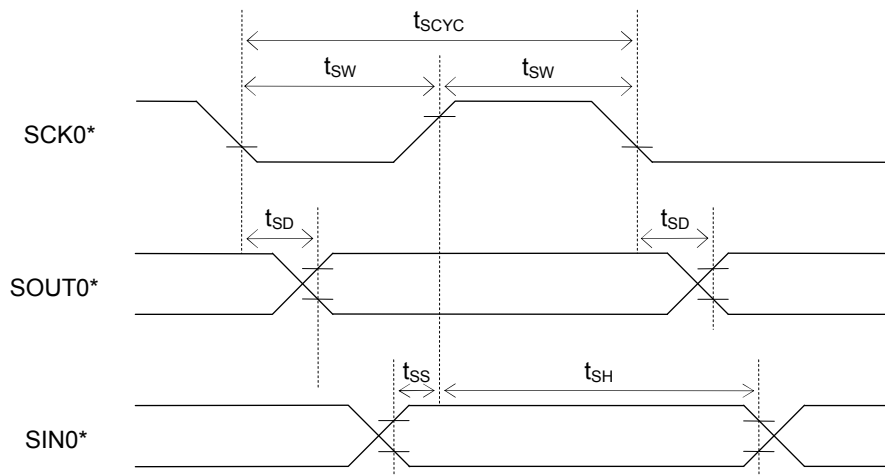 tSCYC
tSW tSW
SCK0*
tSD tSD
SOUT0*
tSS tSH
SIN0*